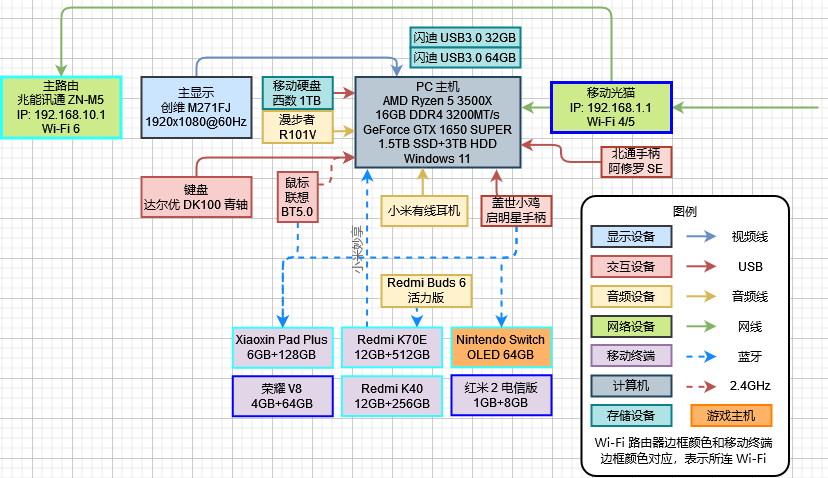 闪迪 USB3.0 32GB
闪迪 USB3.0 64GB
主路由
兆能讯通 ZN-M5
IP: 192.168.10.1
Wi-Fi 6
主显示
创维 M271FJ
1920x1080@60Hz
移动硬盘
西数 1TB
漫步者
R101V
PC 主机
AMD Ryzen 5 3500X
16GB DDR4 3200MT/s
GeForce GTX 1650 SUPER
1.5TB SSD+3TB HDD
Windows 11
移动光猫
IP: 192.168.1.1
Wi-Fi 4/5
北通手柄
阿修罗 SE
键盘
达尔优 DK100 青轴
鼠标
联想
BT5.0
小米妙享
小米有线耳机
盖世小鸡
启明星手柄
Redmi Buds 6
活力版
Xiaoxin Pad Plus
6GB+128GB
Redmi K70E
12GB+512GB
Nintendo Switch
OLED 64GB
荣耀 V8
4GB+64GB
Redmi K40
12GB+256GB
红米 2 电信版
1GB+8GB
图例
显示设备
视频线
交互设备
USB
音频设备
音频线
网络设备
网线
移动终端
蓝牙
计算机
2.4GHz
存储设备
游戏主机
Wi-Fi 路由器边框颜色和移动终端
边框颜色对应，表示所连 Wi-Fi